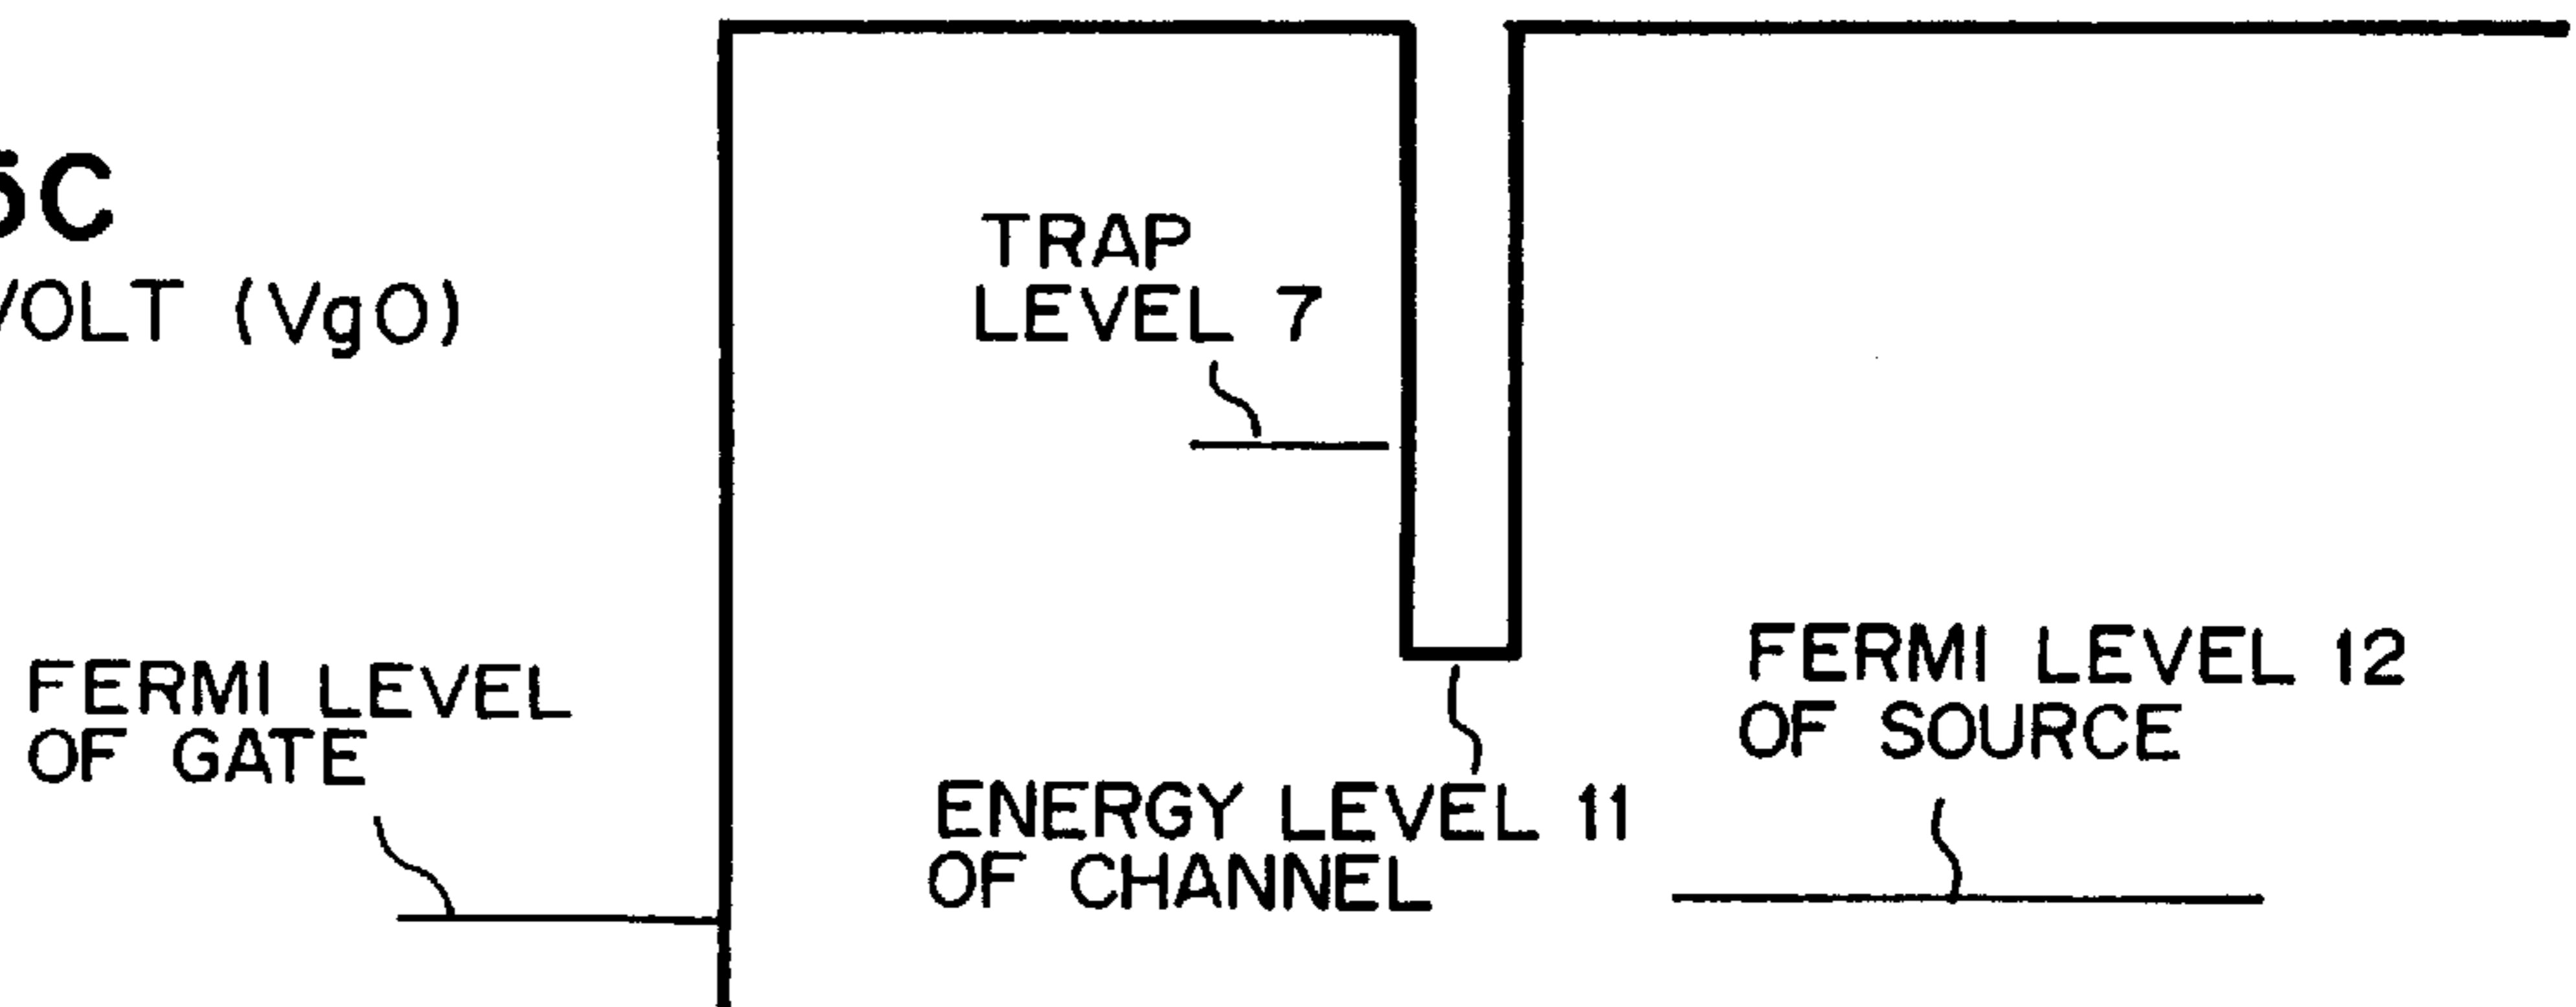 5C
VOLT (Vg0)
TRAP
LEVEL 7
FERMI LEVEL
OF GATE
ENERGY LEVEL 11
OF CHANNEL
FERMI LEVEL 12
OF SOURCE